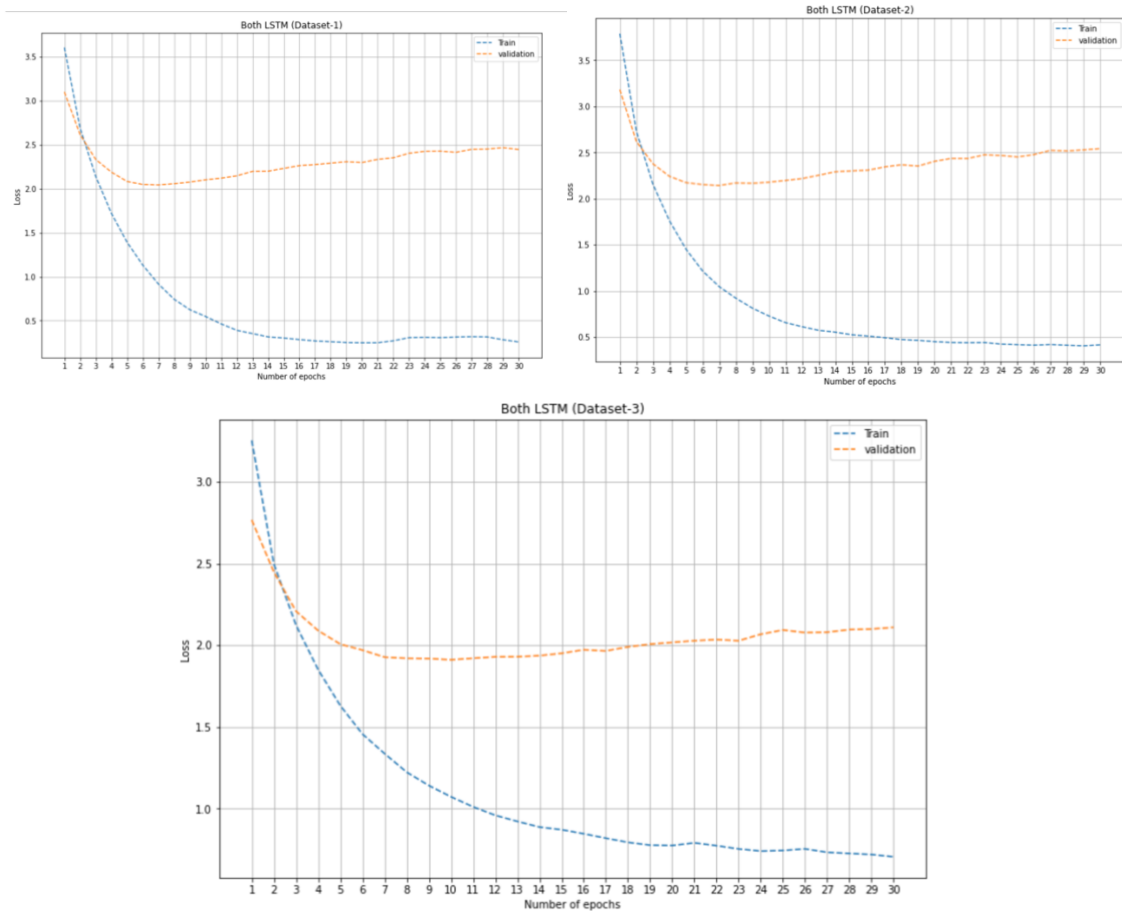 Both LSTM (Dataset-1)
Train
validation
3.5
3.0
2.5
2.0
1.5
1.0
0.5
Loss
1 2 3 4 5 6 7 8 9 10 11 12 13 14 15 16 17 18 19 20 21 22 23 24 25 26 27 28 29 30
Number of epochs
Both LSTM (Dataset-2)
Train
validation
3.5
3.0
2.5
2.0
1.5
1.0
0.5
Loss
1 2 3 4 5 6 7 8 9 10 11 12 13 14 15 16 17 18 19 20 21 22 23 24 25 26 27 28 29 30
Number of epochs
Both LSTM (Dataset-3)
Train
validation
3.0
2.5
2.0
1.5
1.0
Loss
1 2 3 4 5 6 7 8 9 10 11 12 13 14 15 16 17 18 19 20 21 22 23 24 25 26 27 28 29 30
Number of epochs